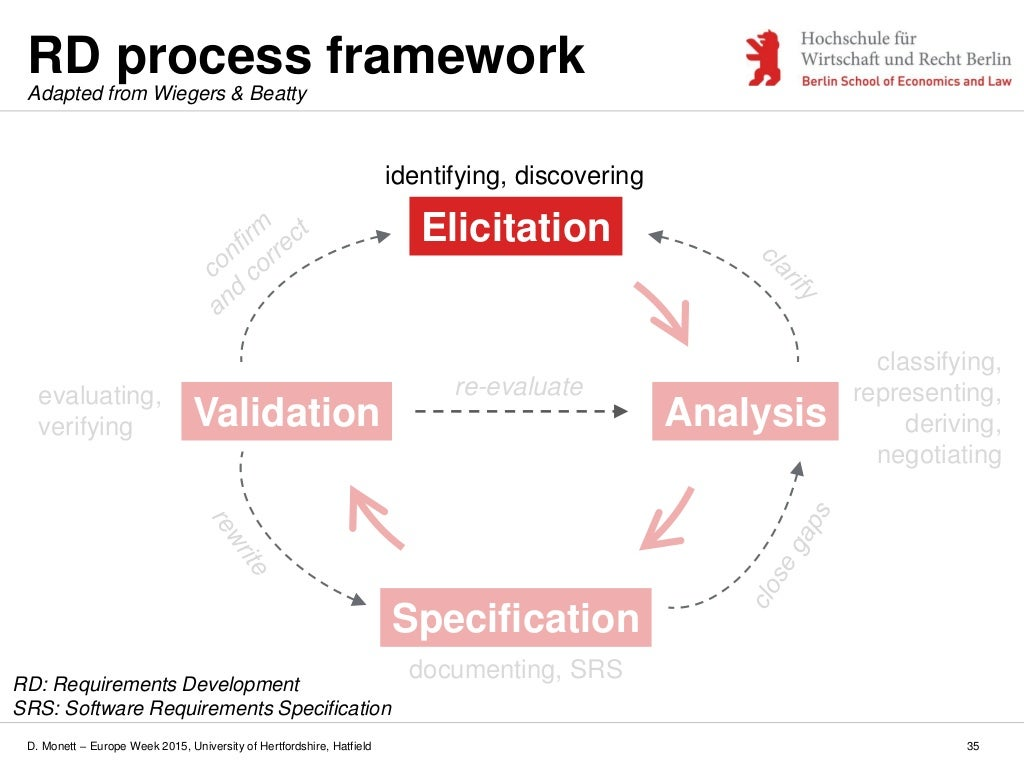 RD process framework
Adapted from Wiegers & Beatty
Hochschule für
Wirtschaft und Recht Berlin
Berlin School of Economics and Law
identifying, discovering
Elicitation
confirm
and correct
clarify
evaluating,
verifying
Validation
re-evaluate
Analysis
classifying,
representing,
deriving,
negotiating
rewrite
close gaps
Specification
documenting, SRS
RD: Requirements Development
SRS: Software Requirements Specification
D. Monett – Europe Week 2015, University of Hertfordshire, Hatfield
35